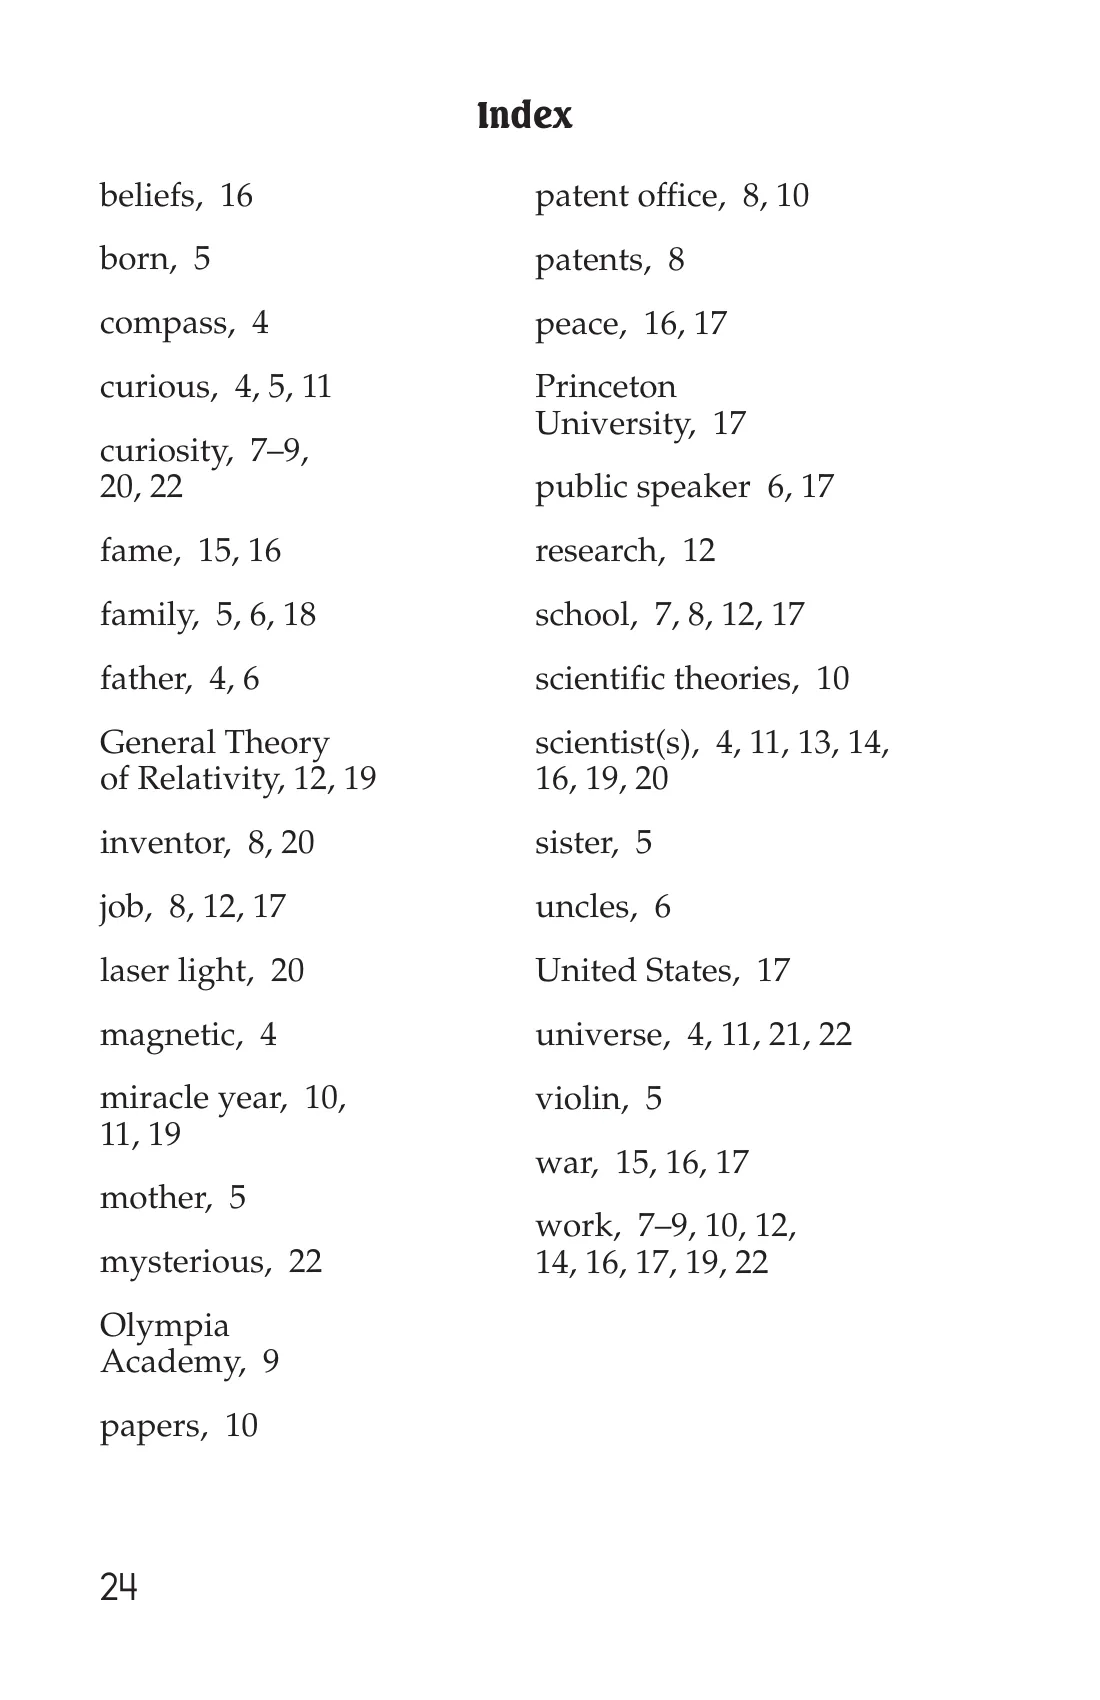 Index
beliefs, 16
born, 5
compass, 4
curious, 4, 5, 11
curiosity, 7–9,
20, 22
fame, 15, 16
family, 5, 6, 18
father, 4, 6
General Theory
of Relativity, 12, 19
inventor, 8, 20
job, 8, 12, 17
laser light, 20
magnetic, 4
miracle year, 10,
11, 19
mother, 5
mysterious, 22
Olympia
Academy, 9
papers, 10
patent office, 8, 10
patents, 8
peace, 16, 17
Princeton
University, 17
public speaker 6, 17
research, 12
school, 7, 8, 12, 17
scientific theories, 10
scientist(s), 4, 11, 13, 14,
16, 19, 20
sister, 5
uncles, 6
United States, 17
universe, 4, 11, 21, 22
violin, 5
war, 15, 16, 17
work, 7–9, 10, 12,
14, 16, 17, 19, 22
24